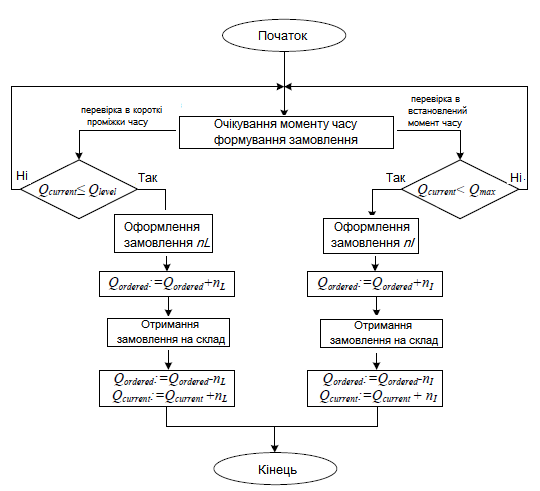 Початок
перевірка в короткі
проміжки часу
Очікування моменту часу
формування замовлення
перевірка в
встановлений
момент часу
Ні
Qcurrent≤ Qlevel
Так
Так
Qcurrent< Qmax
Ні
Оформлення
замовлення nL
Оформлення
замовлення nI
Qordered:=Qordered+nL
Qordered:=Qordered+nI
Отримання
замовлення на склад
Отримання
замовлення на склад
Qordered:=Qordered-nL
Qcurrent:=Qcurrent +nL
Qordered:=Qordered-nI
Qcurrent:=Qcurrent + nI
Кінець